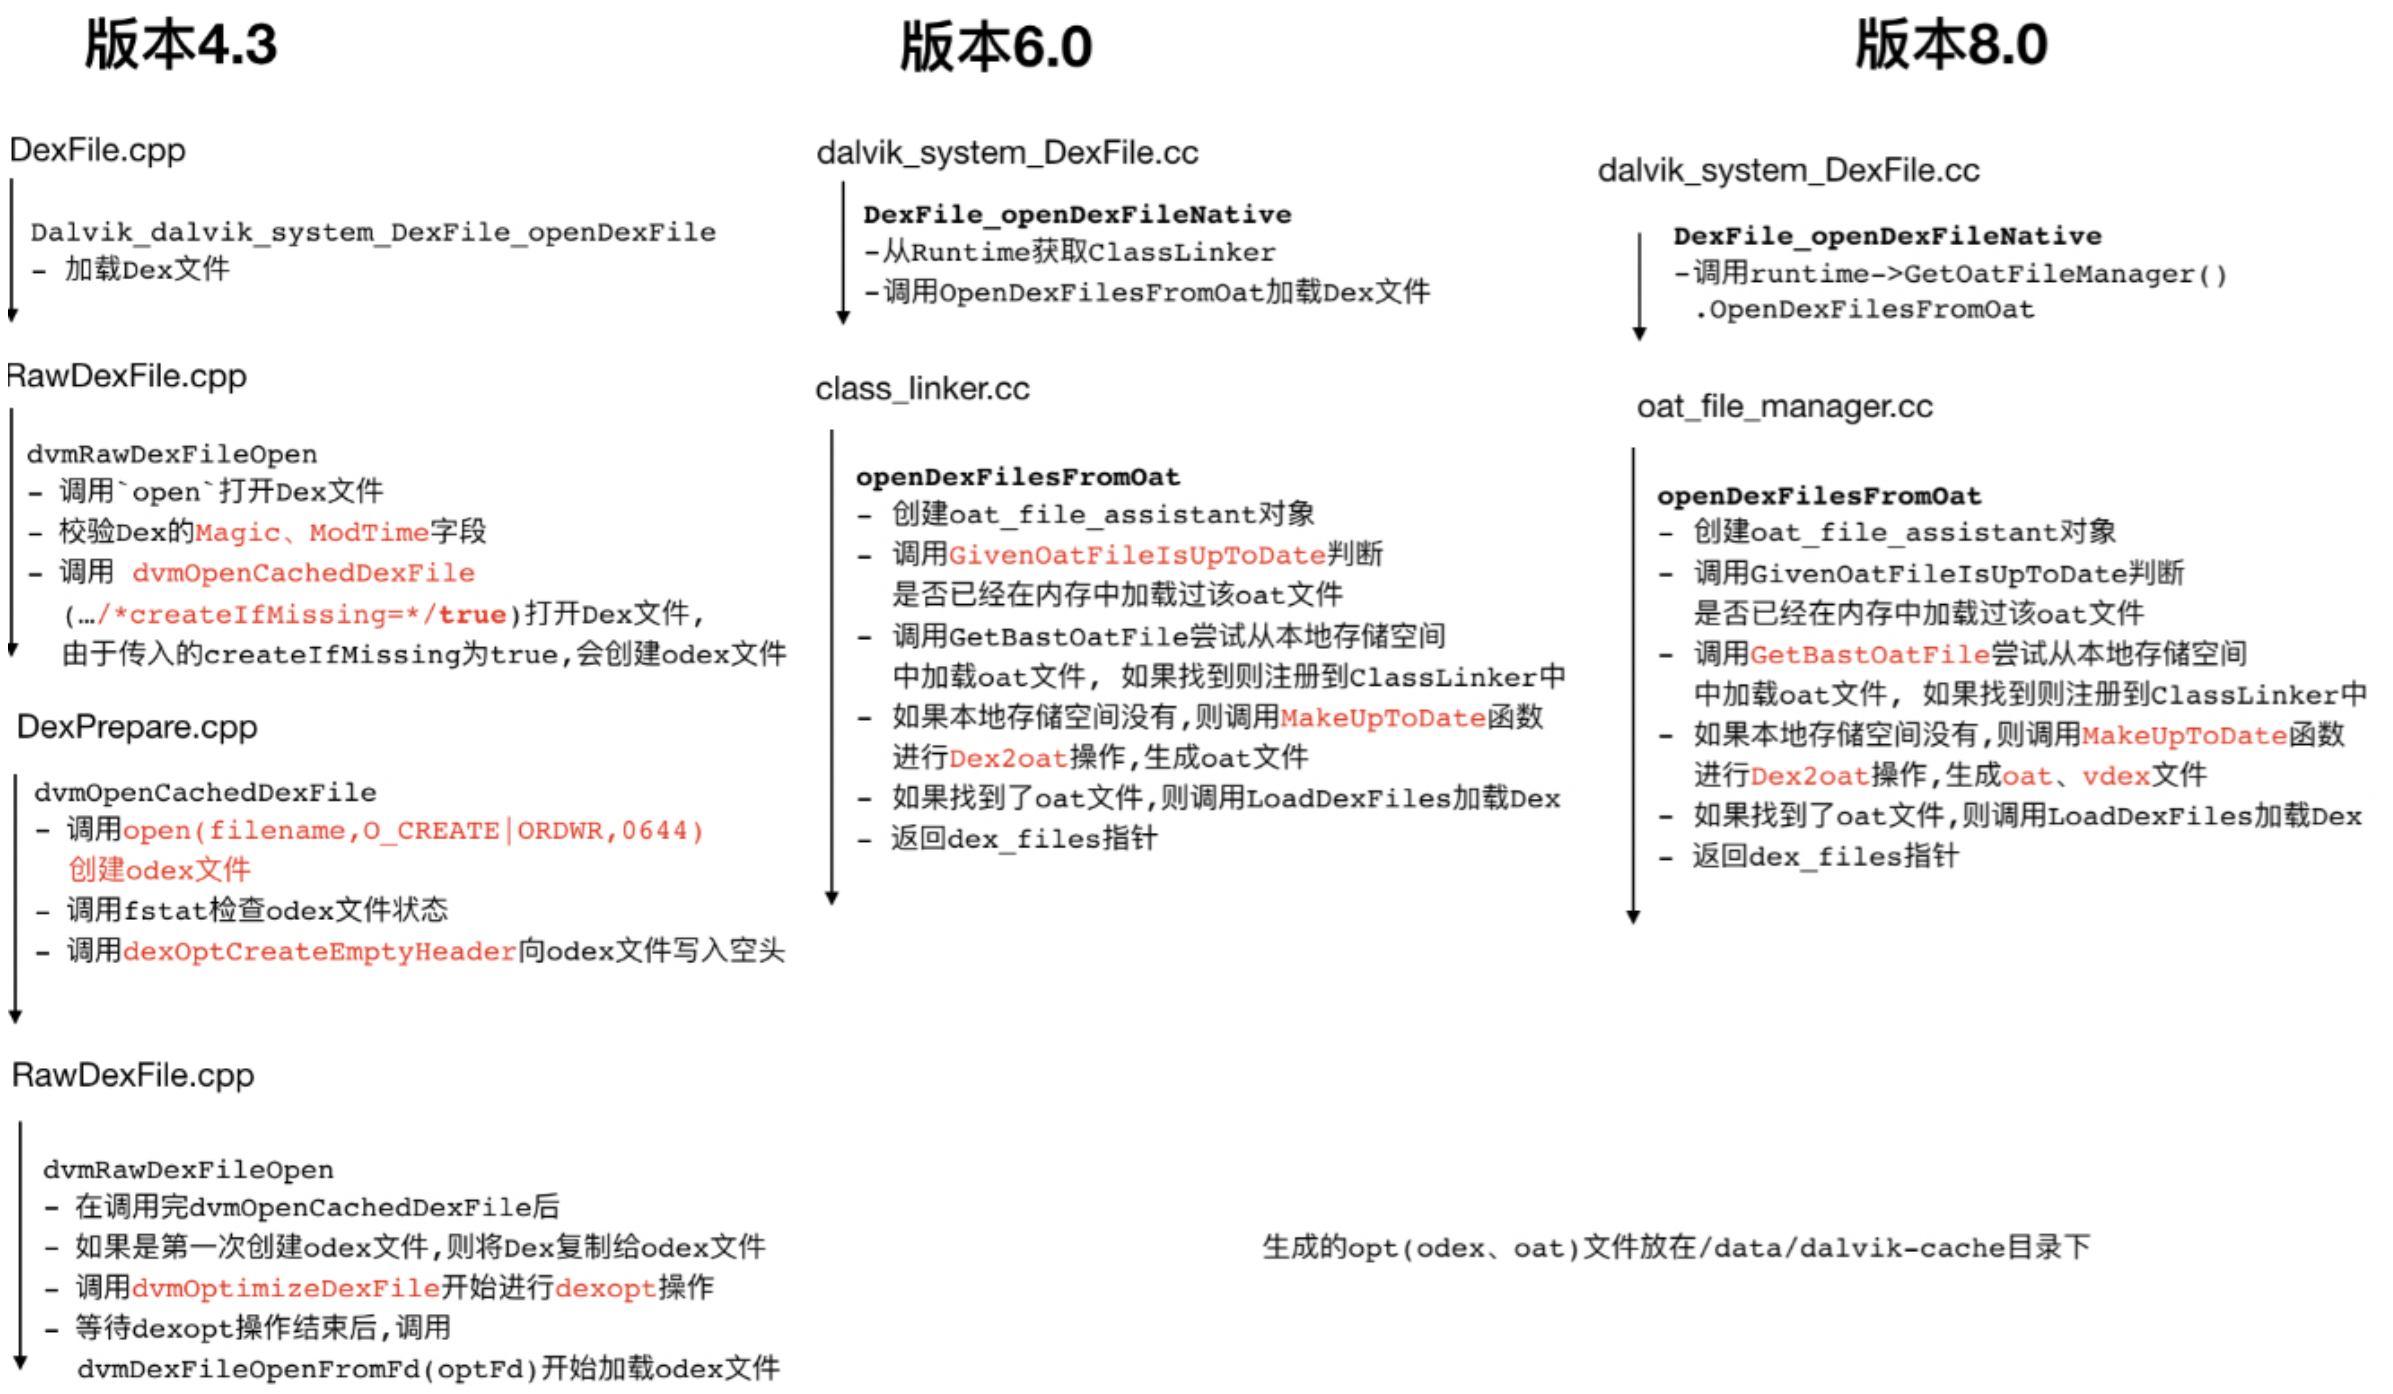 版本4.3
DexFile.cpp
Dalvik_dalvik_system_DexFile_openDexFile
- 加载Dex文件
RawDexFile.cpp
dvmRawDexFileOpen
- 调用`open`打开Dex文件
- 校验Dex的Magic、ModTime字段
- 调用 dvmOpenCachedDexFile
(…/*createIfMissing=*/true)打开Dex文件,
由于传入的createIfMissing为true,会创建odex文件
DexPrepare.cpp
dvmOpenCachedDexFile
- 调用open(filename,O_CREATE|ORDWR,0644)
创建odex文件
- 调用fstat检查odex文件状态
- 调用dexOptCreateEmptyHeader向odex文件写入空头
RawDexFile.cpp
dvmRawDexFileOpen
- 在调用完dvmOpenCachedDexFile后
- 如果是第一次创建odex文件,则将Dex复制给odex文件
- 调用dvmOptimizeDexFile开始进行dexopt操作
- 等待dexopt操作结束后,调用
dvmDexFileOpenFromFd(optFd)开始加载odex文件
版本6.0
dalvik_system_DexFile.cc
DexFile_openDexFileNative
-从Runtime获取ClassLinker
-调用OpenDexFilesFromOat加载Dex文件
class_linker.cc
openDexFilesFromOat
- 创建oat_file_assistant对象
- 调用GivenOatFileIsUpToDate判断
是否已经在内存中加载过该oat文件
- 调用GetBastOatFile尝试从本地存储空间
中加载oat文件, 如果找到则注册到ClassLinker中
- 如果本地存储空间没有,则调用MakeUpToDate函数
进行Dex2oat操作,生成oat文件
- 如果找到了oat文件,则调用LoadDexFiles加载Dex
- 返回dex_files指针
版本8.0
dalvik_system_DexFile.cc
DexFile_openDexFileNative
-调用runtime->GetOatFileManager()
.OpenDexFilesFromOat
oat_file_manager.cc
openDexFilesFromOat
- 创建oat_file_assistant对象
- 调用GivenOatFileIsUpToDate判断
是否已经在内存中加载过该oat文件
- 调用GetBastOatFile尝试从本地存储空间
中加载oat文件, 如果找到则注册到ClassLinker中
- 如果本地存储空间没有,则调用MakeUpToDate函数
进行Dex2oat操作,生成oat、vdex文件
- 如果找到了oat文件,则调用LoadDexFiles加载Dex
- 返回dex_files指针
生成的opt(odex、oat)文件放在/data/dalvik-cache目录下